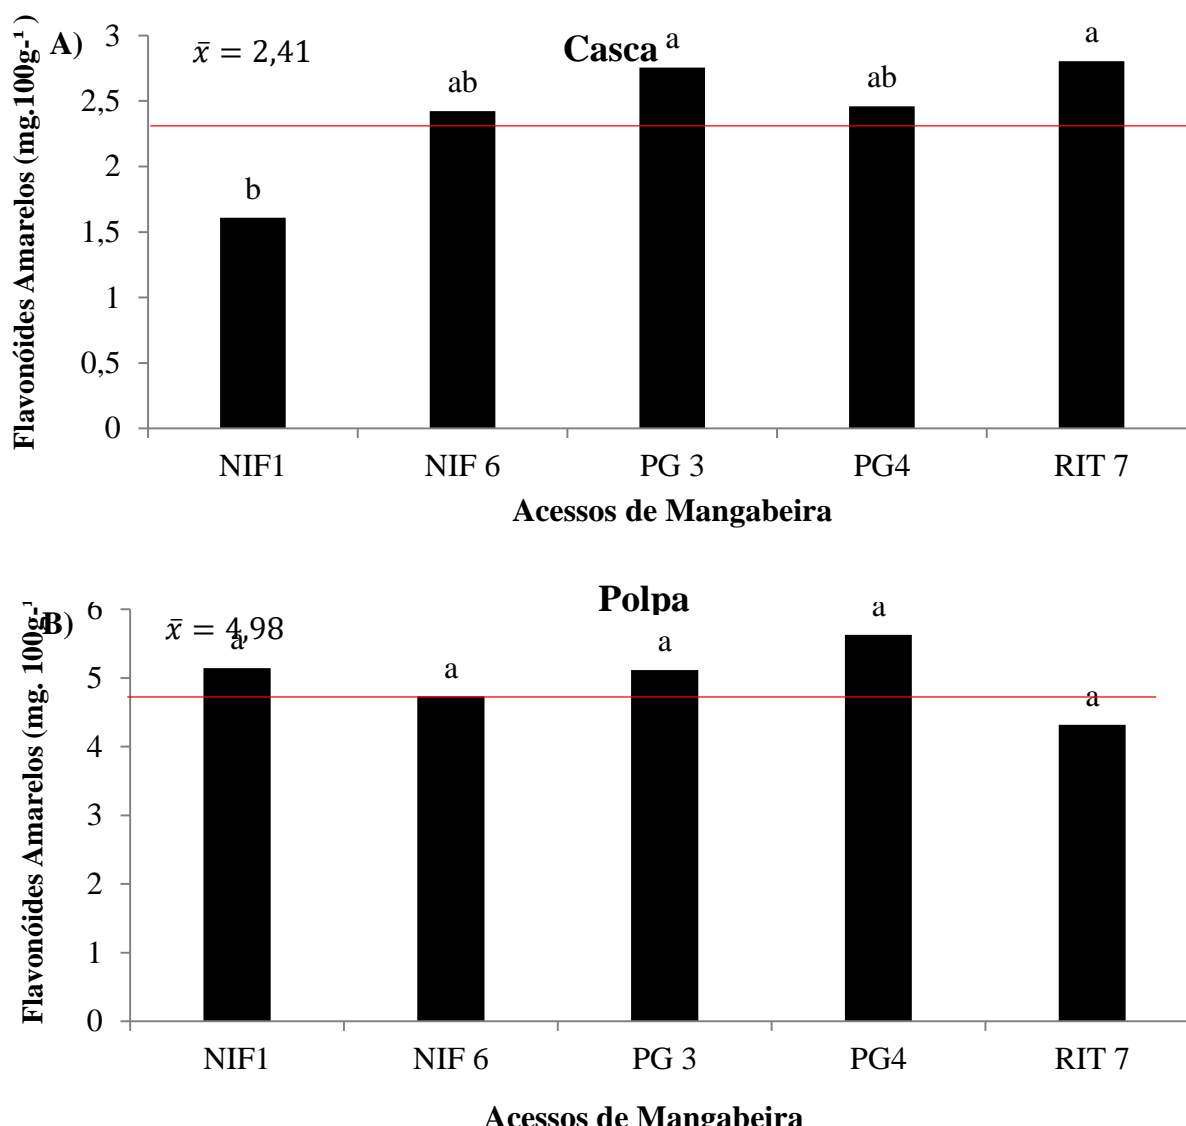 A)
x̄ = 2,41
Casca
Flavonóides Amarelos (mg.100g-¹ )
3
2,5
2
1,5
1
0,5
0
b
ab
a
ab
a
NIF1 NIF 6 PG 3 PG4 RIT 7
Acessos de Mangabeira
B)
x̄ = 4,98
Polpa
Flavonóides Amarelos (mg. 100g-¹
6
5
4
3
2
1
0
a
a
a
a
a
NIF1 NIF 6 PG 3 PG4 RIT 7
Acessos de Mangabeira